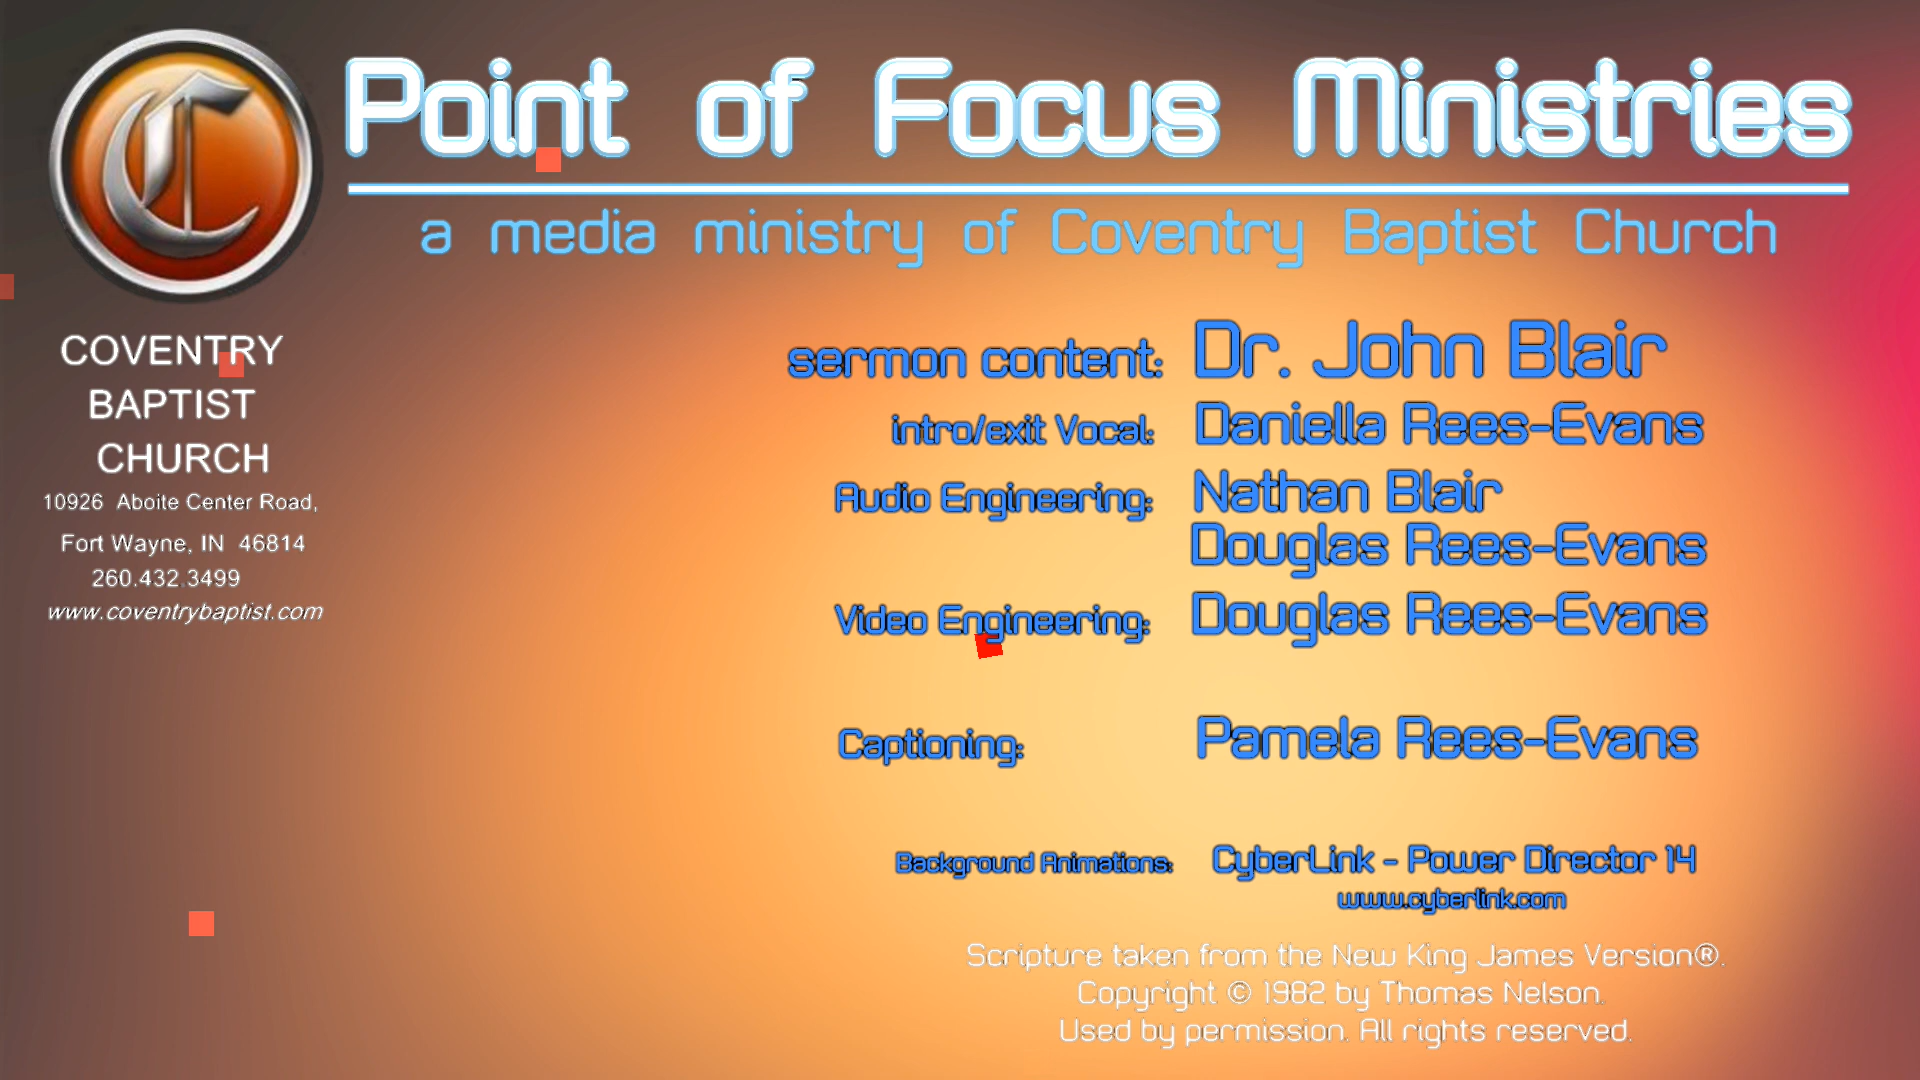 C
Point of Focus Ministries
a media ministry of Coventry Baptist Church
COVENTRY
BAPTIST
CHURCH
10926 Aboite Center Road,
Fort Wayne, IN 46814
260.432.3499
www.coventrybaptist.com
sermon content: Dr. John Blair
intro/exit Vocal: Daniella Rees-Evans
Audio Engineering: Nathan Blair
Douglas Rees-Evans
Video Engineering: Douglas Rees-Evans
Captioning: Pamela Rees-Evans
Background Animations: CyberLink - Power Director 14
www.cyberlink.com
Scripture taken from the New King James Version®.
Copyright © 1982 by Thomas Nelson.
Used by permission. All rights reserved.